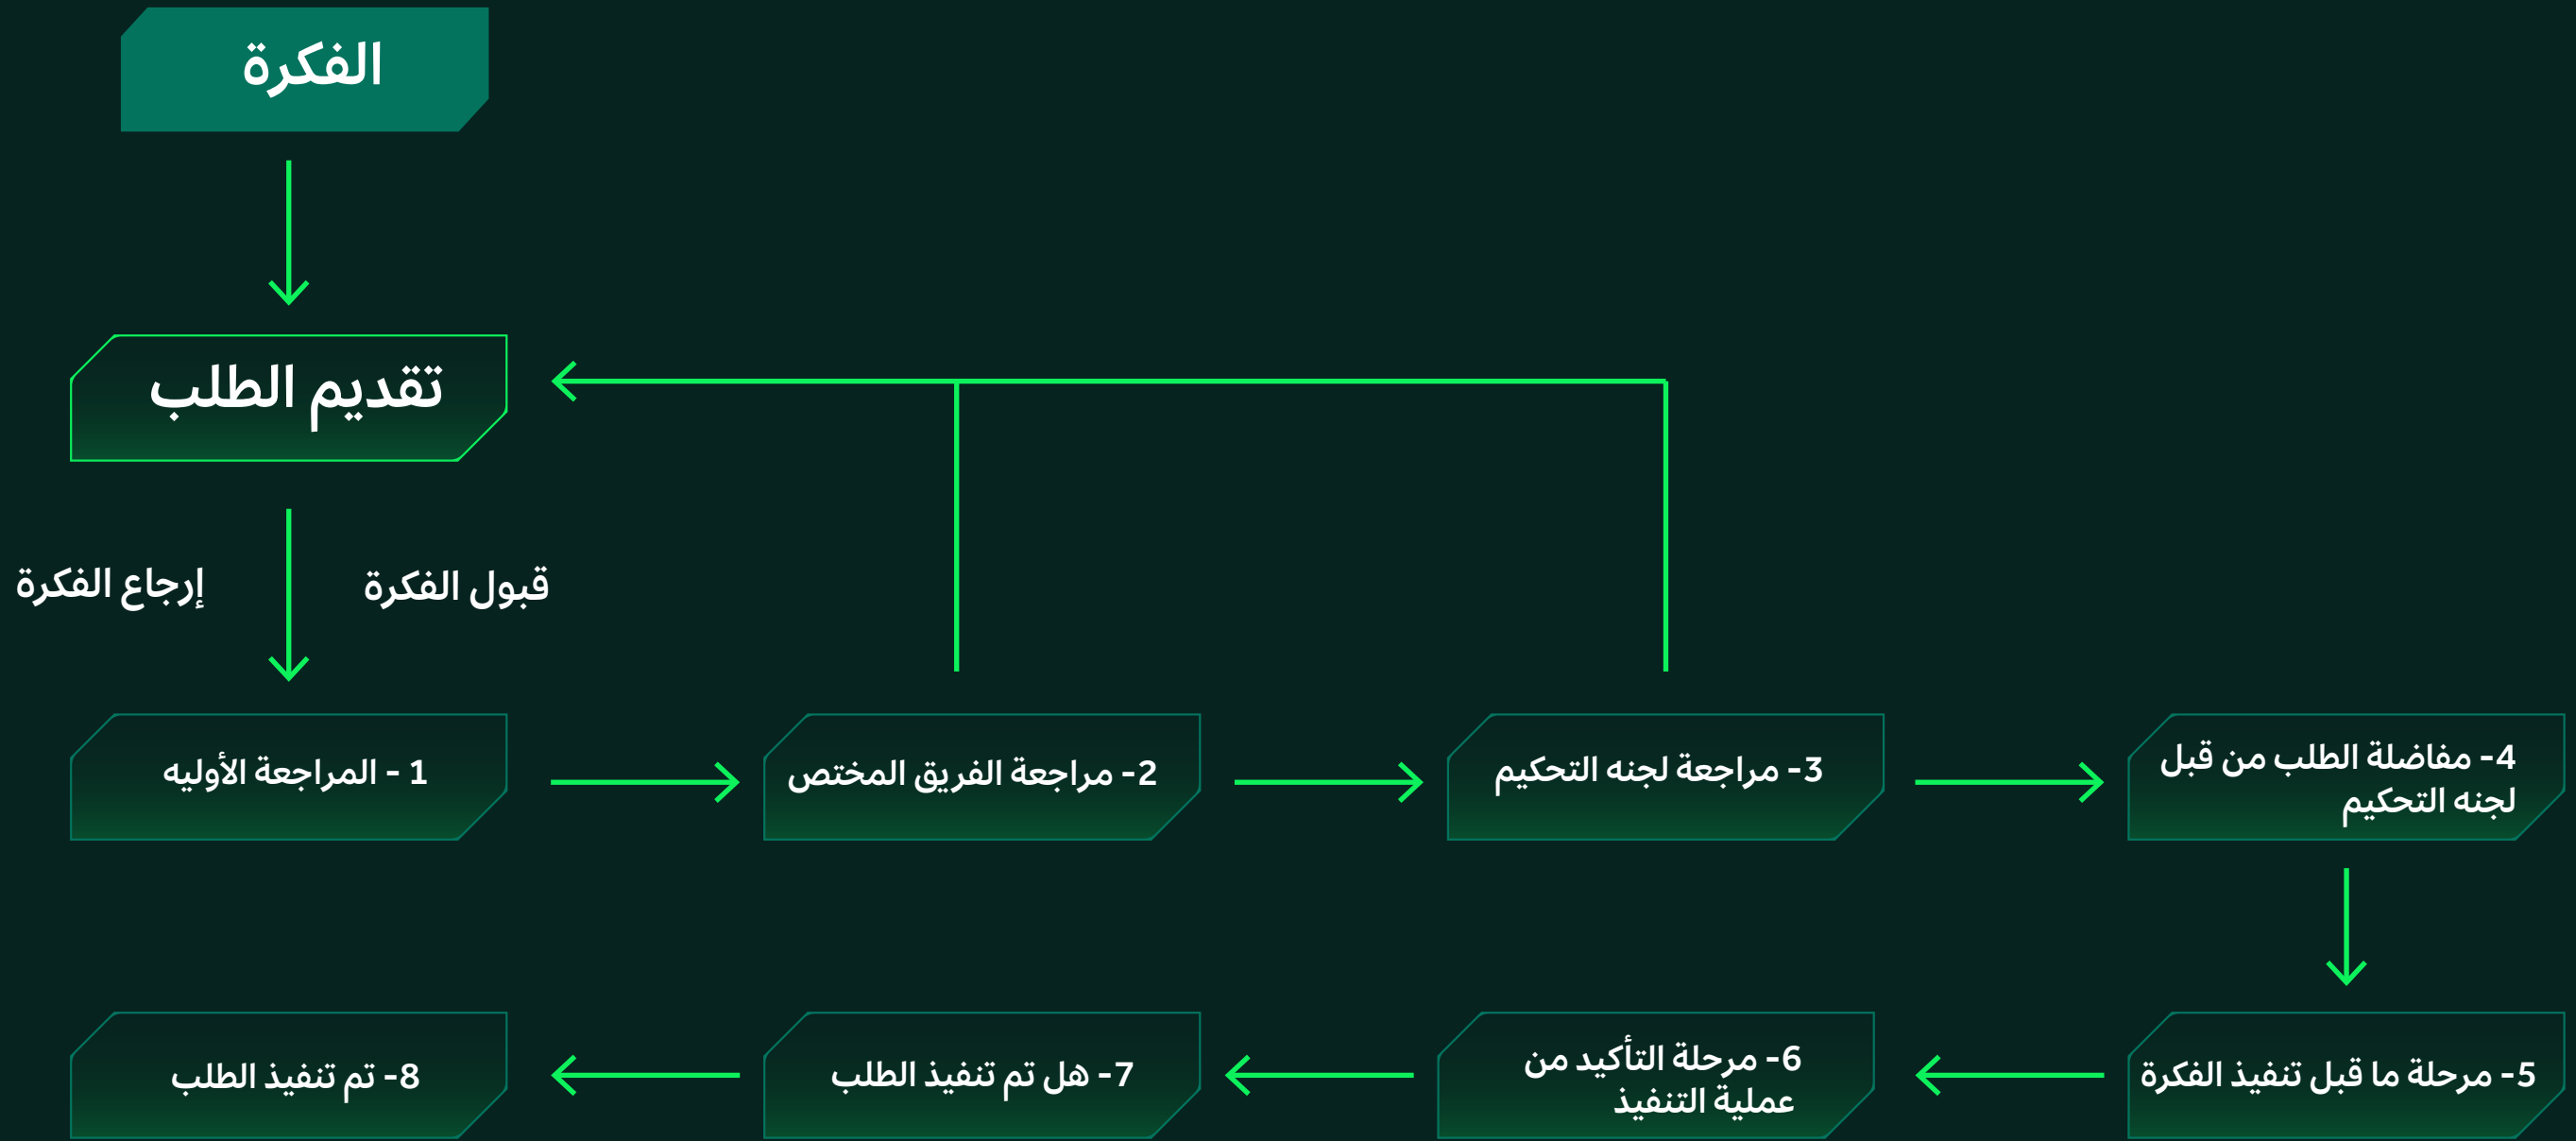 الفكرة
تقديم الطلب
قبول الفكرة
إرجاع الفكرة
1 - المراجعة الأوليه
2- مراجعة الفريق المختص
3- مراجعة لجنه التحكيم
4- مفاضلة الطلب من قبل
لجنه التحكيم
5- مرحلة ما قبل تنفيذ الفكرة
6- مرحلة التأكيد من
عملية التنفيذ
7- هل تم تنفيذ الطلب
8- تم تنفيذ الطلب